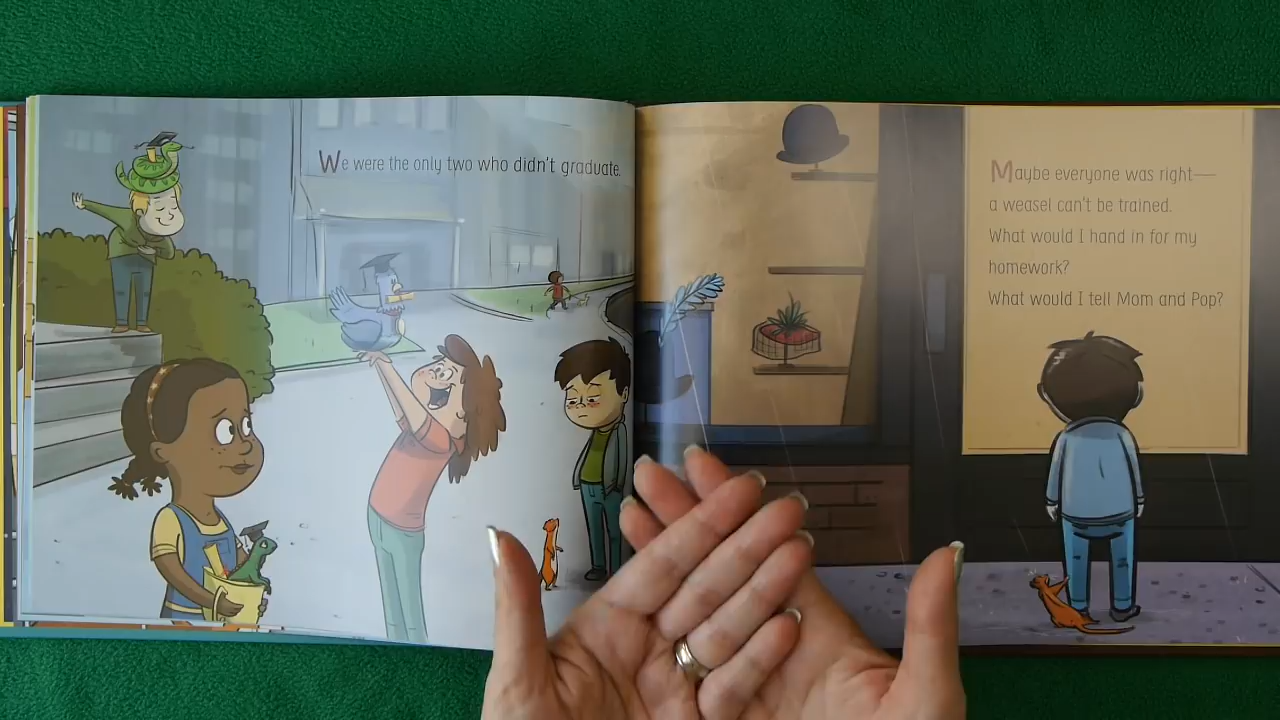 We were the only two who didn't graduate.
Maybe everyone was right—
a weasel can't be trained.
What would I hand in for my
homework?
What would I tell Mom and Pop?